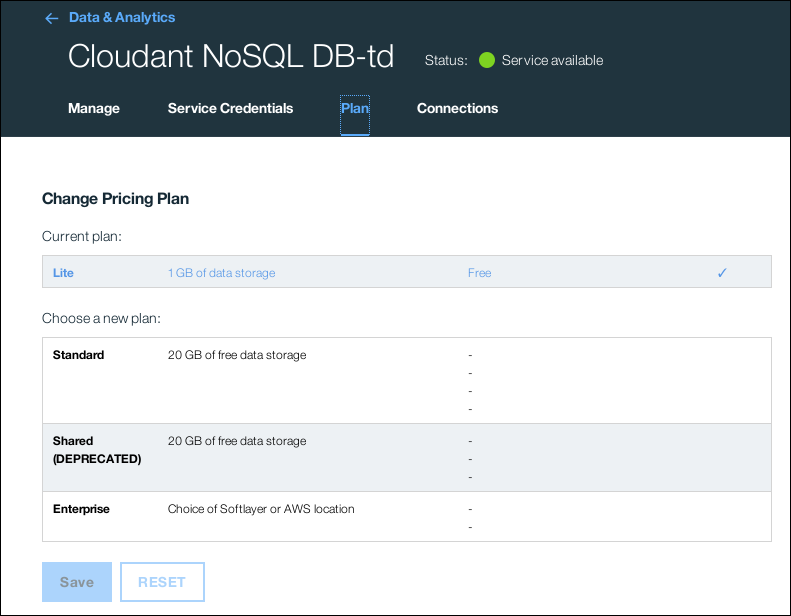 ← Data & Analytics
Cloudant NoSQL DB-td Status: Service available
Manage Service Credentials Plan Connections
Change Pricing Plan
Current plan:
Lite 1 GB of data storage Free ✓
Choose a new plan:
Standard 20 GB of free data storage -
-
-
-
Shared 20 GB of free data storage -
(DEPRECATED) -
-
Enterprise Choice of Softlayer or AWS location -
-
Save RESET